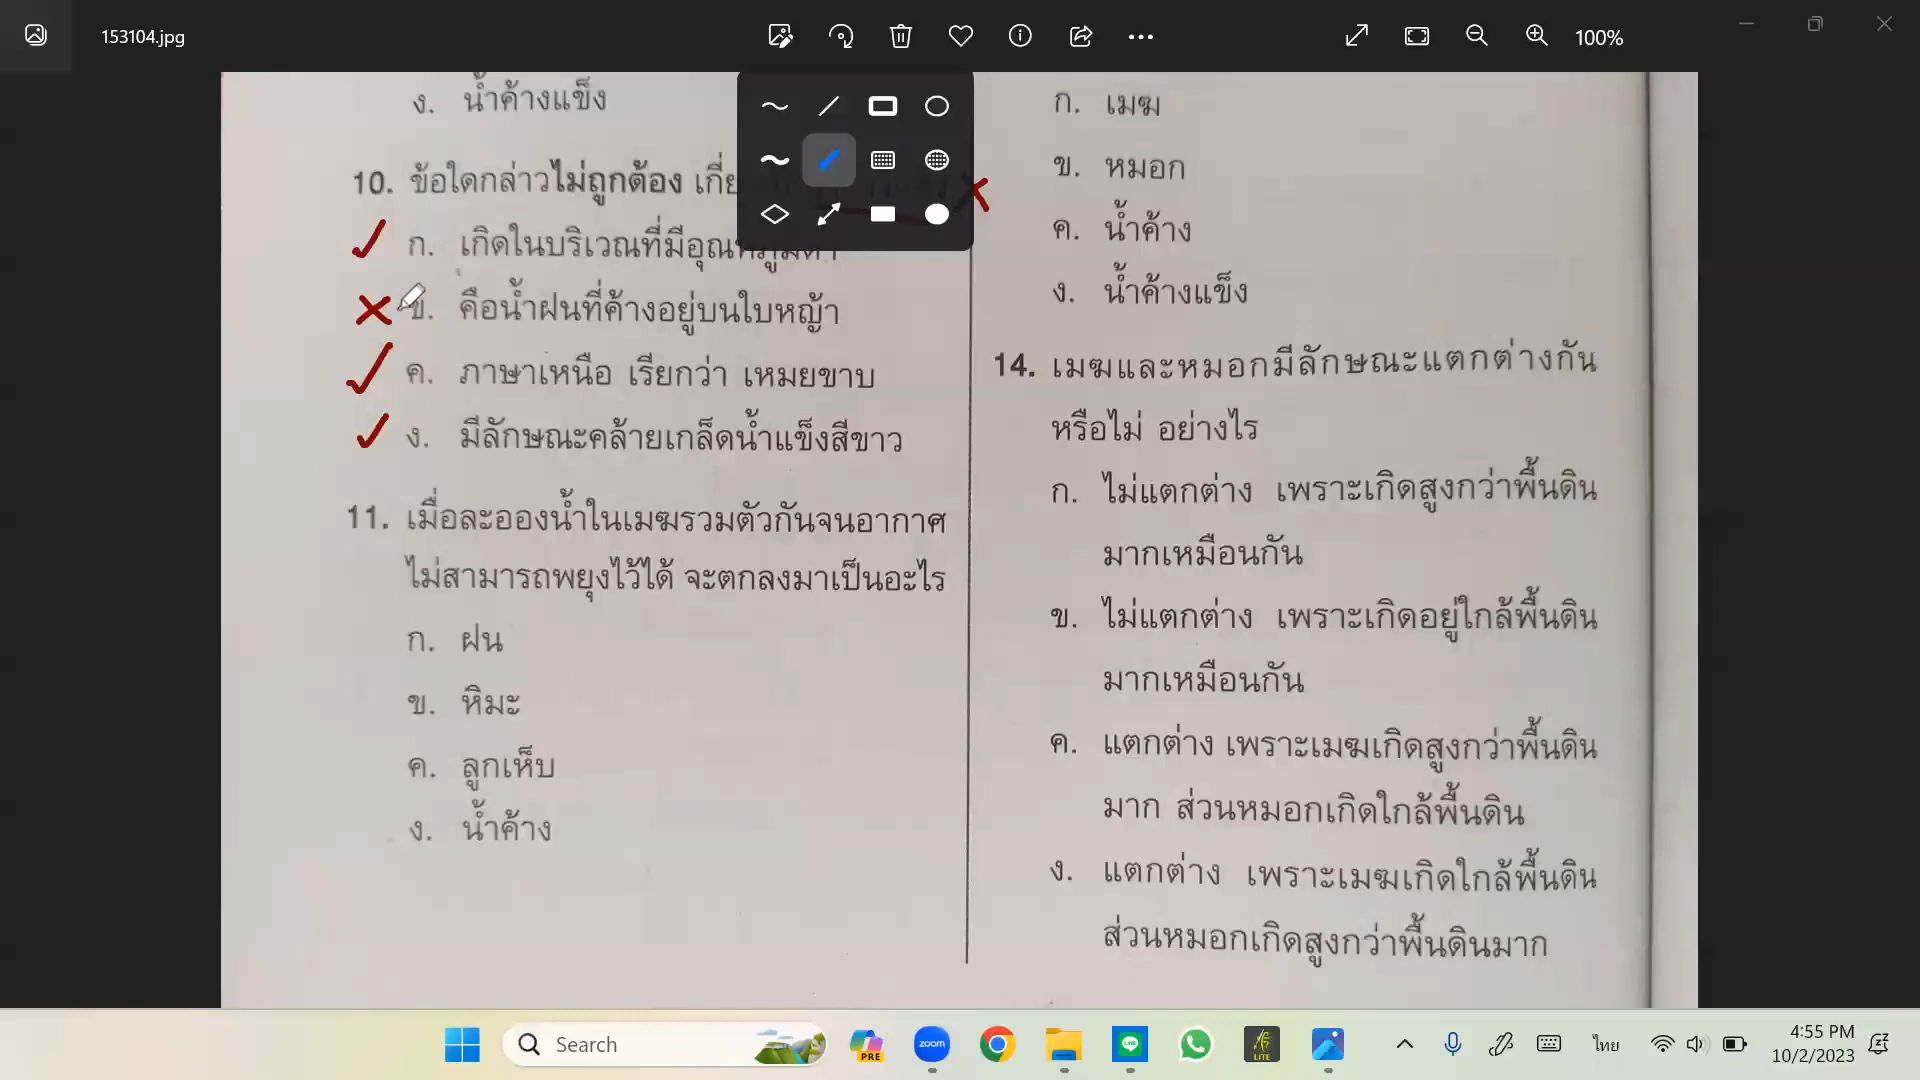 153104.jpg
100%
ง. น้ำค้างแข็ง
10. ข้อใดกล่าวไม่ถูกต้อง
ก. เกิดในบริเวณที่มีอุณหภูมิต่ำ
ข. คือน้ำฝนที่ค้างอยู่บนใบหญ้า
ค. ภาษาเหนือ เรียกว่า เหมยขาบ
ง. มีลักษณะคล้ายเกล็ดน้ำแข็งสีขาว
11. เมื่อละอองน้ำในเมฆรวมตัวกันจนอากาศ
ไม่สามารถพยุงไว้ได้ จะตกลงมาเป็นอะไร
ก. ฝน
ข. หิมะ
ค. ลูกเห็บ
ง. น้ำค้าง
ก. เมฆ
ข. หมอก
ค. น้ำค้าง
ง. น้ำค้างแข็ง
14. เมฆและหมอกมีลักษณะแตกต่างกัน
หรือไม่ อย่างไร
ก. ไม่แตกต่าง เพราะเกิดสูงกว่าพื้นดิน
มากเหมือนกัน
ข. ไม่แตกต่าง เพราะเกิดอยู่ใกล้พื้นดิน
มากเหมือนกัน
ค. แตกต่าง เพราะเมฆเกิดสูงกว่าพื้นดิน
มาก ส่วนหมอกเกิดใกล้พื้นดิน
ง. แตกต่าง เพราะเมฆเกิดใกล้พื้นดิน
ส่วนหมอกเกิดสูงกว่าพื้นดินมาก
Search
PRE
zoom
LINE
LITE
ไทย
4:55 PM
10/2/2023